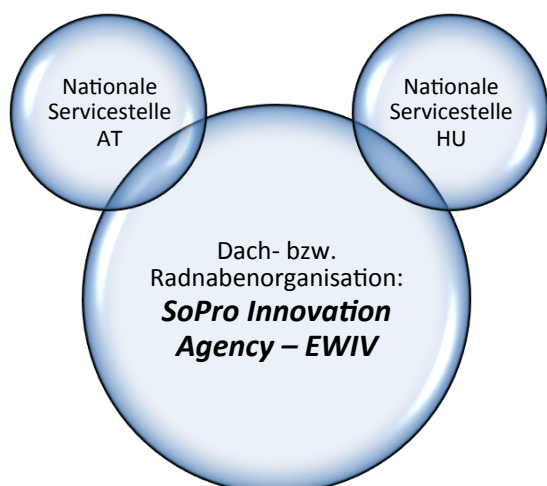 Nationale
Servicestelle
AT
Nationale
Servicestelle
HU
Dach- bzw.
Radnabenorganisation:
SoPro Innovation
Agency – EWIV